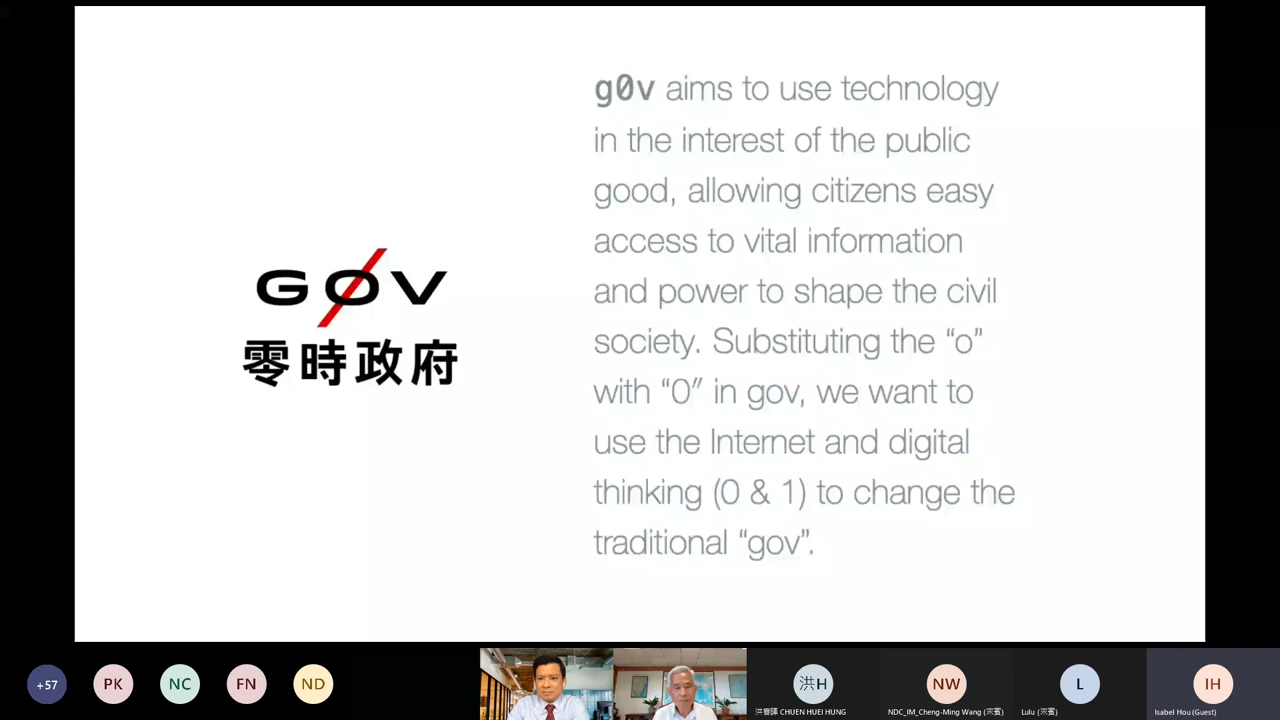 g0v aims to use technology
in the interest of the public
good, allowing citizens easy
access to vital information
and power to shape the civil
society. Substituting the “o”
with “0” in gov, we want to
use the Internet and digital
thinking (0 & 1) to change the
traditional “gov”.
G0V
零時政府
+57
PK
NC
FN
ND
洪H
NW
L
IH
洪春譁 CHUEN HUEI HUNG
NDC_IM_Cheng-Ming Wang (來賓)
Lulu (來賓)
Isabel Hou (Guest)